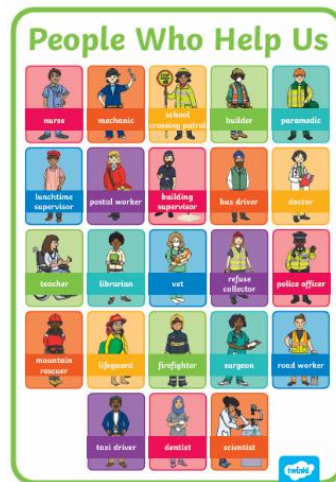 People Who Help Us
nurse
mechanic
school
crossing patrol
builder
paramedic
lunchtime
supervisor
postal worker
building
supervisor
bus driver
doctor
teacher
librarian
vet
refuse
collector
police officer
mountain
rescuer
lifeguard
firefighter
surgeon
road worker
taxi driver
dentist
scientist
twinkl